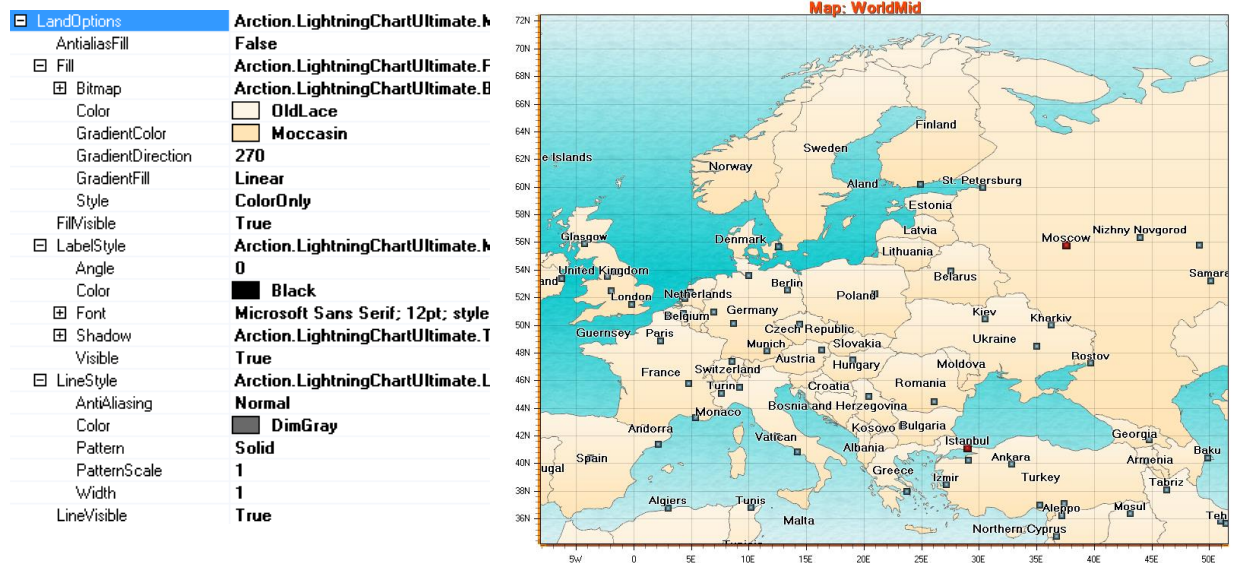 LandOptions Arction.LightningChartUltimate.M
AntialiasFill False
Fill Arction.LightningChartUltimate.F
Bitmap Arction.LightningChartUltimate.B
Color OldLace
GradientColor Moccasin
GradientDirection 270
GradientFill Linear
Style ColorOnly
FillVisible True
LabelStyle Arction.LightningChartUltimate.M
Angle 0
Color Black
Font Microsoft Sans Serif; 12pt; style
Shadow Arction.LightningChartUltimate.T
Visible True
LineStyle Arction.LightningChartUltimate.L
AntiAliasing Normal
Color DimGray
Pattern Solid
PatternScale 1
Width 1
LineVisible True
Map: WorldMid
72N
70N
68N
66N
64N
62N
60N
58N
56N
54N
52N
50N
48N
46N
44N
42N
40N
38N
36N
Finland
Sweden
e Islands
Norway
Aland
St. Petersburg
Estonia
Latvia
Nizhny Novgorod
Glasgow
Denmark
Moscow
Lithuania
United Kingdom
Belarus
Samara
and
Berlin
London
Netherlands
Poland
Belgium
Germany
Kiev
Kharkiv
Guernsey
Paris
Czech Republic
Ukraine
Munich
Slovakia
Austria
Rostov
France
Switzerland
Hungary
Moldova
Turin
Croatia
Romania
Monaco
Bosnia and Herzegovina
Andorra
Kosovo
Bulgaria
Vatican
Istanbul
Georgia
Albania
Baku
ugal
Spain
Ankara
Armenia
Greece
Izmir
Turkey
Tabriz
Algiers
Tunis
Aleppo
Mosul
Malta
Northern Cyprus
Teh
Tunisia
5W 0 5E 10E 15E 20E 25E 30E 35E 40E 45E 50E